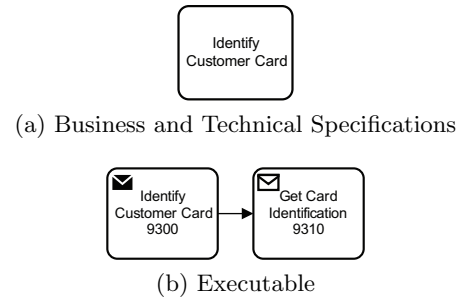 Identify
Customer Card
(a) Business and Technical Specifications
Identify
Customer Card
9300
Get Card
Identification
9310
(b) Executable